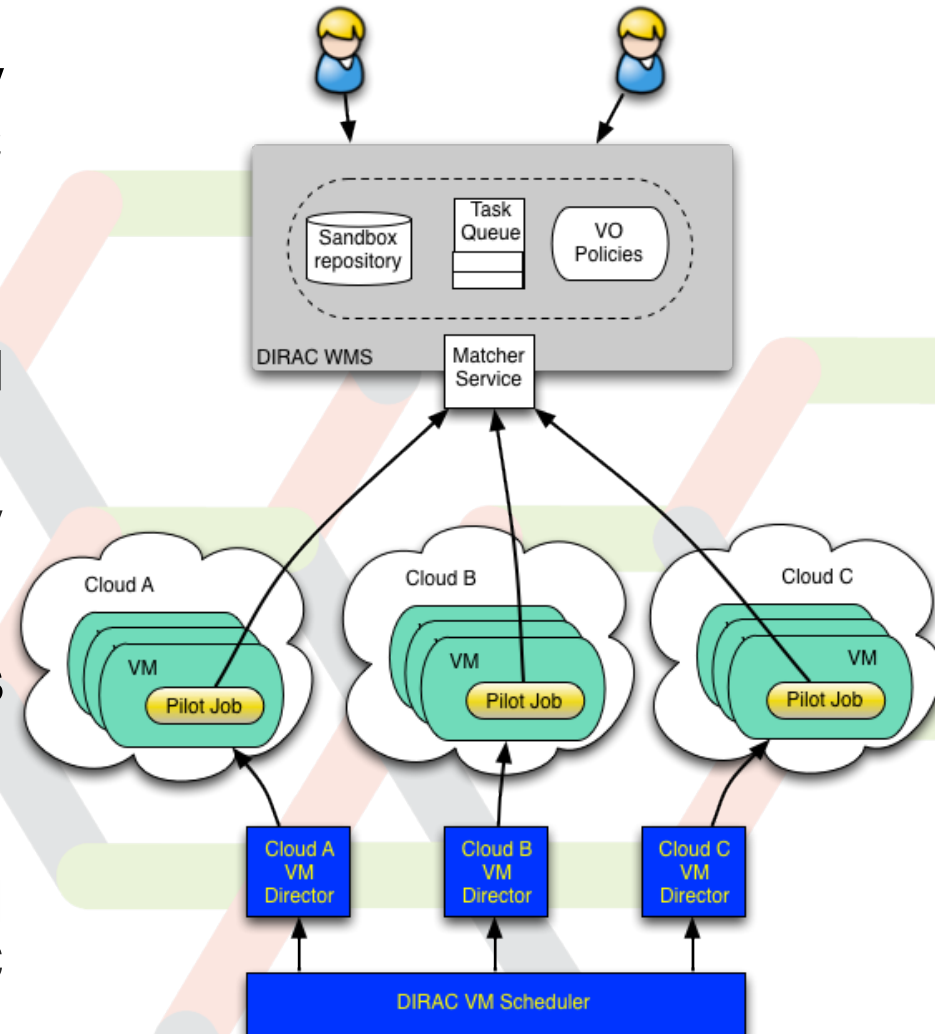 Sandbox
repository
Task
Queue
VO
Policies
DIRAC WMS
Matcher
Service
Cloud A
VM
Pilot Job
Cloud B
VM
Pilot Job
Cloud C
VM
Pilot Job
Cloud A
VM
Director
Cloud B
VM
Director
Cloud C
VM
Director
DIRAC VM Scheduler